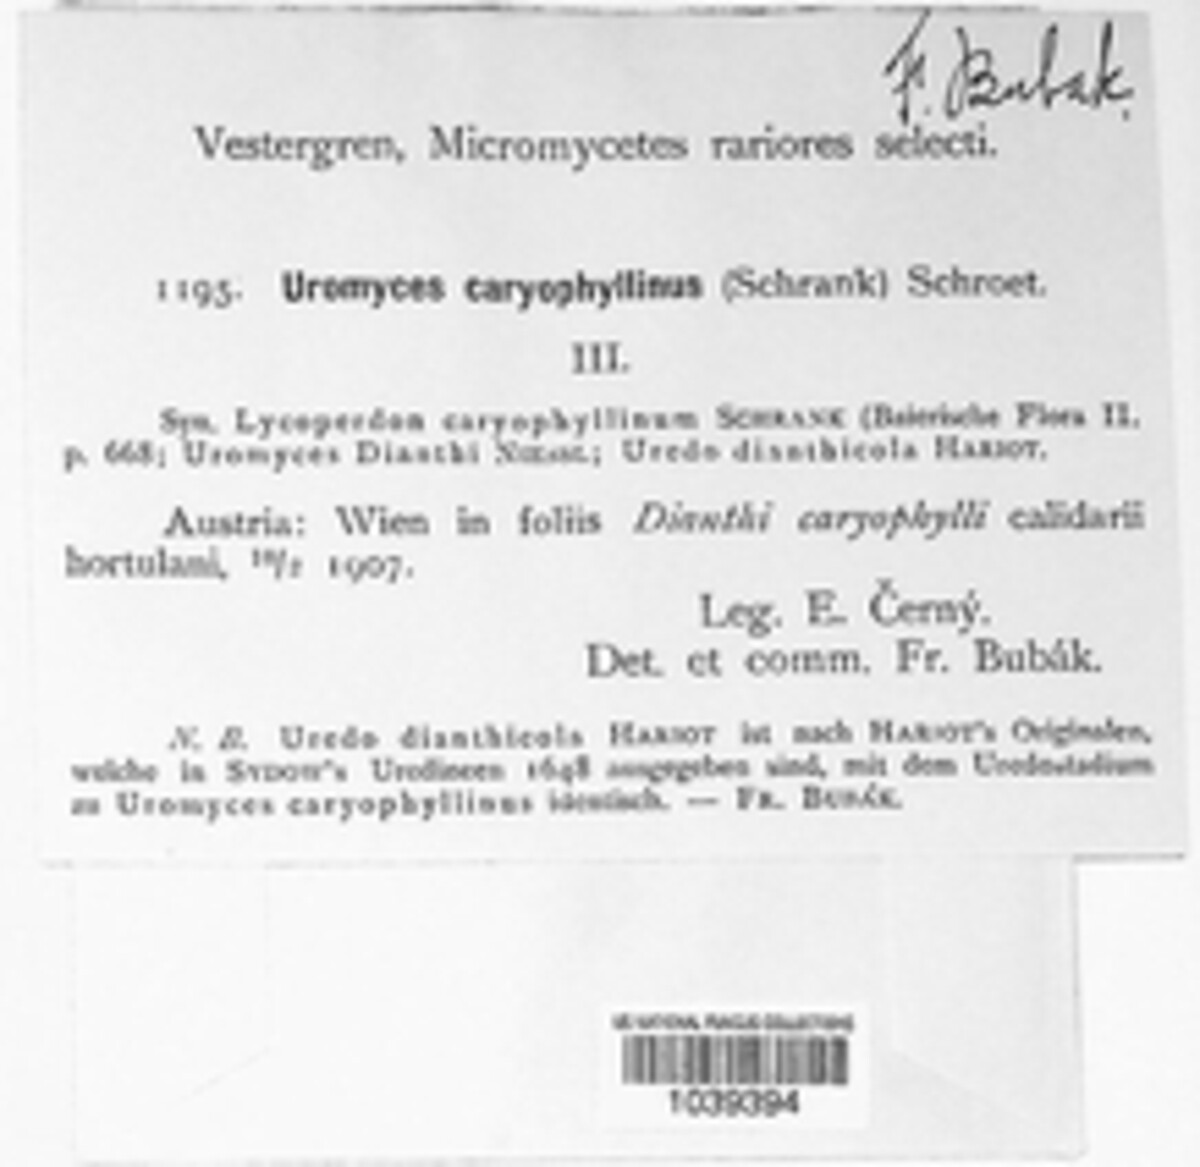 F. Bubak.
Vestergren, Micromycetes rariores selecti.
1195. Uromyces caryophyllinus (Schrank) Schroet.
III.
Syn. Lycoperdon caryophyllinum SCHRANK (Baierische Flora II.
p. 668; Uromyces Dianthi NIESSL.; Uredo dianthicola HARIOT.
Austria: Wien in foliis Dianthi caryophylli calidarii
hortulani, 1907.
Leg. E. Černý.
Det. et comm. Fr. Bubák.
N. B. Uredo dianthicola HARIOT ist nach HARIOT's Originalen,
welche in SYDOW's Uredineen 1648 ausgegeben sind, mit dem Uredostadium
zu Uromyces caryophyllinus identisch. — FR. BUBÁK.
US NATIONAL FUNGUS COLLECTIONS
1039394